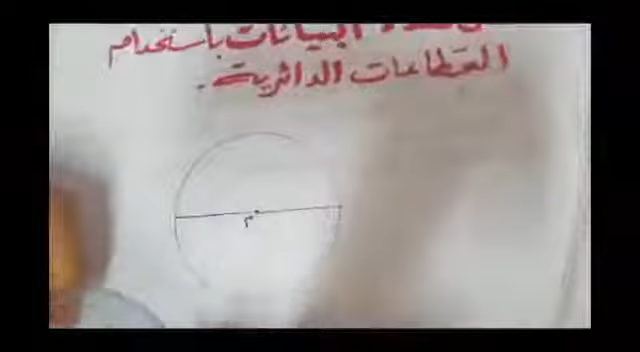 البيانات باستخدام
القطاعات الدائرية.
م